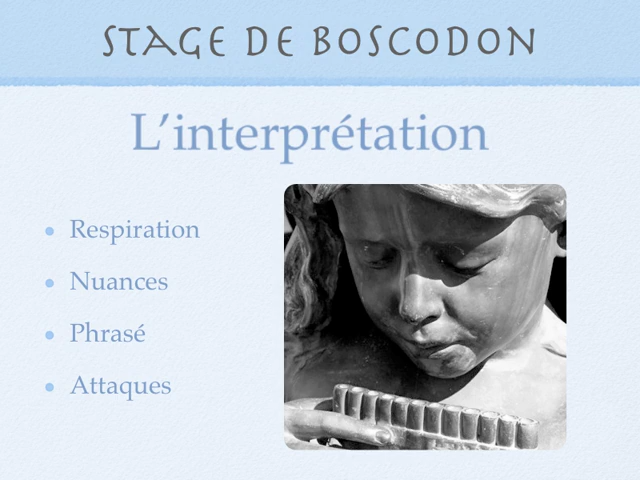 STAGE DE BOSCODON
L’interprétation
• Respiration
• Nuances
• Phrasé
• Attaques